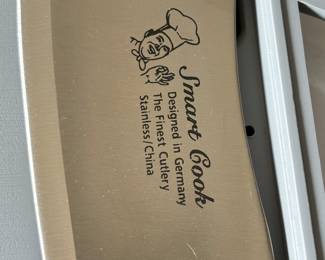 Smart Cook
Designed in Germany
The Finest Cutlery
Stainless/China